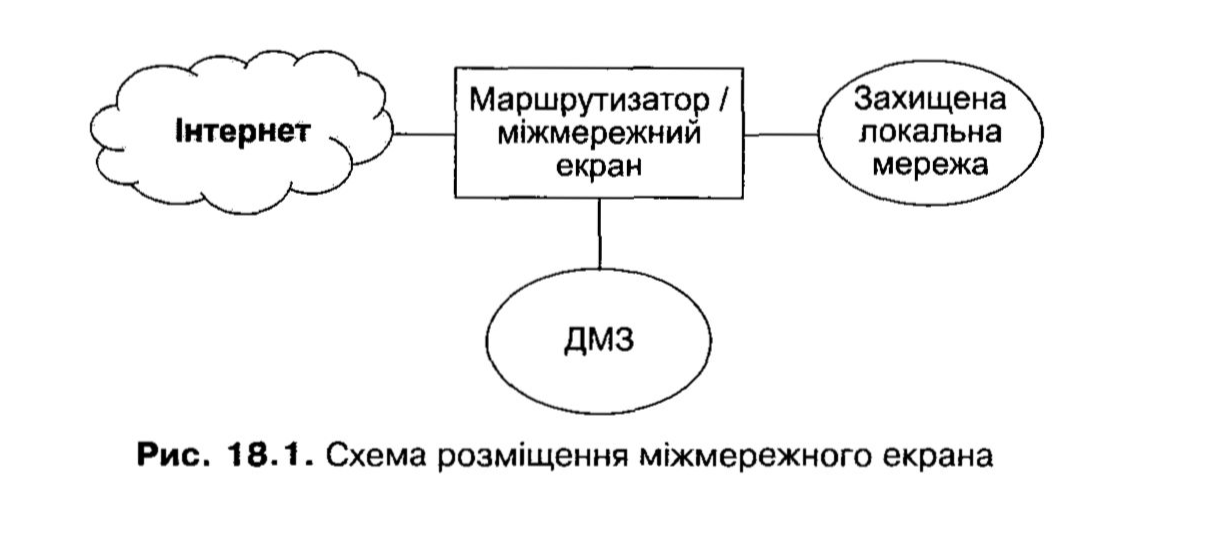 Інтернет
Маршрутизатор /
міжмережний
екран
Захищена
локальна
мережа
ДМЗ
Рис. 18.1. Схема розміщення міжмережного екрана